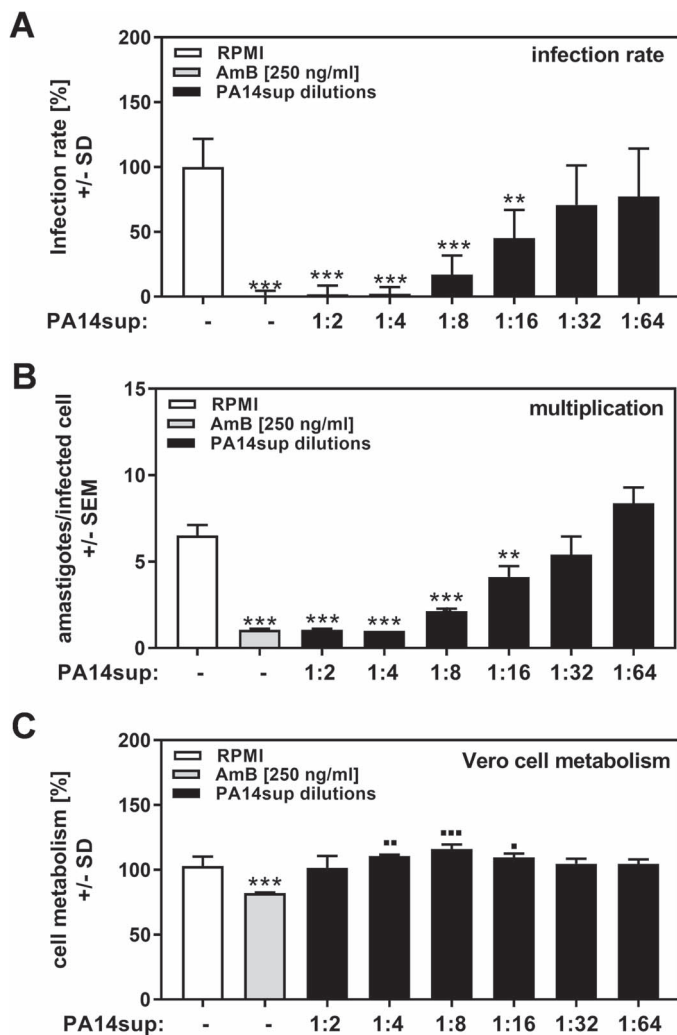 A
200
150
100
50
0
Infection rate [%]
+/- SD
RPMI
AmB [250 ng/ml]
PA14sup dilutions
infection rate
*** *** *** *** **
PA14sup: - - 1:2 1:4 1:8 1:16 1:32 1:64
B
15
10
5
0
amastigotes/infected cell
+/- SEM
RPMI
AmB [250 ng/ml]
PA14sup dilutions
multiplication
*** *** *** *** **
PA14sup: - - 1:2 1:4 1:8 1:16 1:32 1:64
C
200
150
100
50
0
cell metabolism [%]
+/- SD
RPMI
AmB [250 ng/ml]
PA14sup dilutions
Vero cell metabolism
*** ▪▪ ▪▪▪ ▪
PA14sup: - - 1:2 1:4 1:8 1:16 1:32 1:64